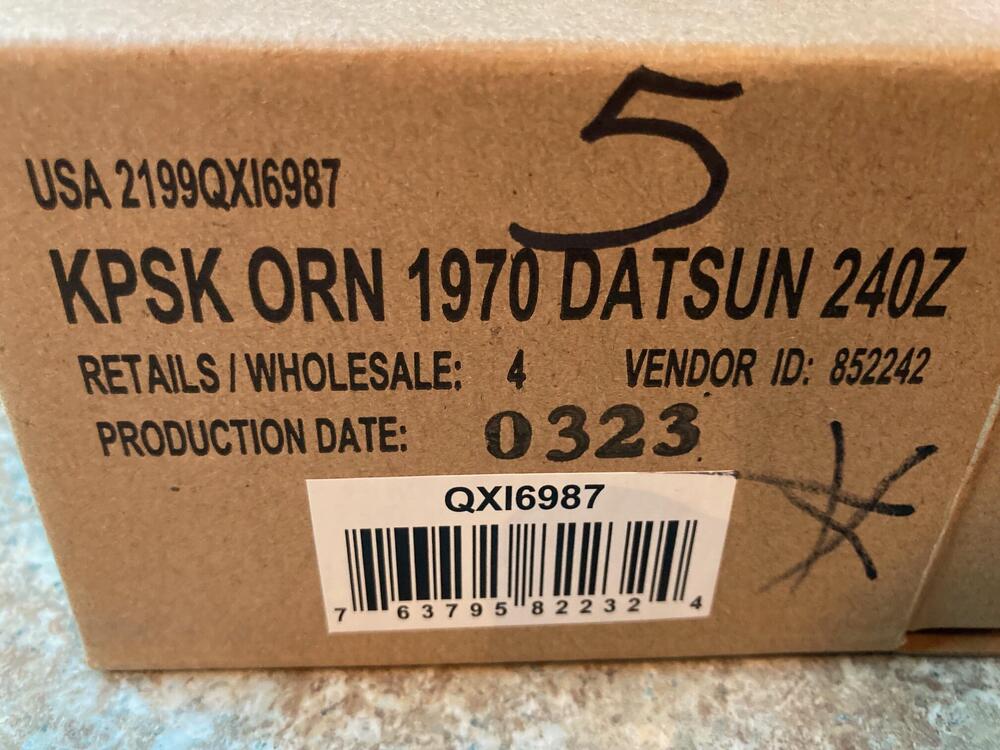 5
USA 2199QXI6987
KPSK ORN 1970 DATSUN 240Z
RETAILS / WHOLESALE: 4 VENDOR ID: 852242
PRODUCTION DATE: 0323
QXI6987
7 63795 82232 4